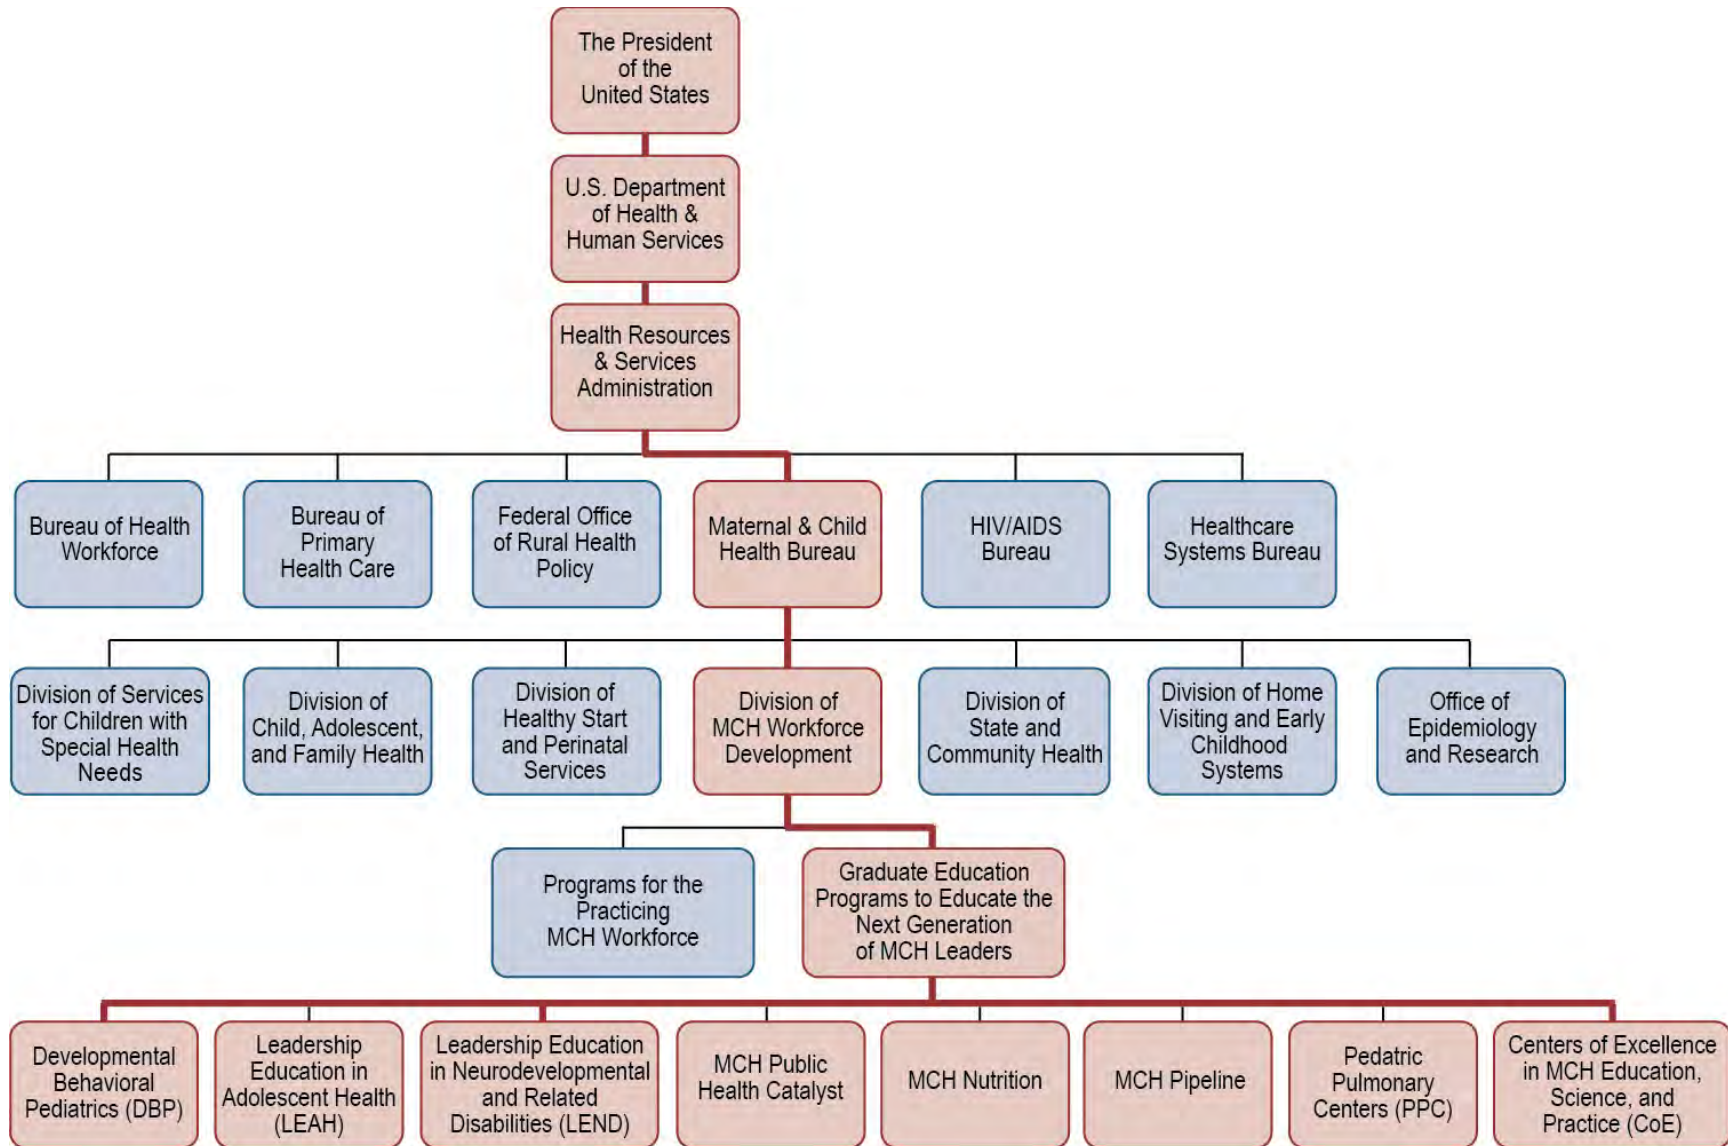 The President
of the
United States
U.S. Department
of Health &
Human Services
Health Resources
& Services
Administration
Bureau of Health
Workforce
Bureau of
Primary
Health Care
Federal Office
of Rural Health
Policy
Maternal & Child
Health Bureau
HIV/AIDS
Bureau
Healthcare
Systems Bureau
Division of Services
for Children with
Special Health
Needs
Division of
Child, Adolescent,
and Family Health
Division of
Healthy Start
and Perinatal
Services
Division of
MCH Workforce
Development
Division of
State and
Community Health
Division of Home
Visiting and Early
Childhood
Systems
Office of
Epidemiology
and Research
Programs for the
Practicing
MCH Workforce
Graduate Education
Programs to Educate the
Next Generation
of MCH Leaders
Developmental
Behavioral
Pediatrics (DBP)
Leadership
Education in
Adolescent Health
(LEAH)
Leadership Education
in Neurodevelopmental
and Related
Disabilities (LEND)
MCH Public
Health Catalyst
MCH Nutrition
MCH Pipeline
Pedatric
Pulmonary
Centers (PPC)
Centers of Excellence
in MCH Education,
Science, and
Practice (CoE)